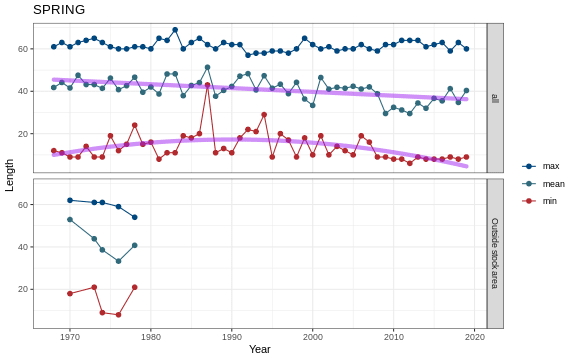 SPRING
60
40
20
all
60
40
20
Outside stock area
1970
1980
1990
2000
2010
2020
Year
Length
max
mean
min